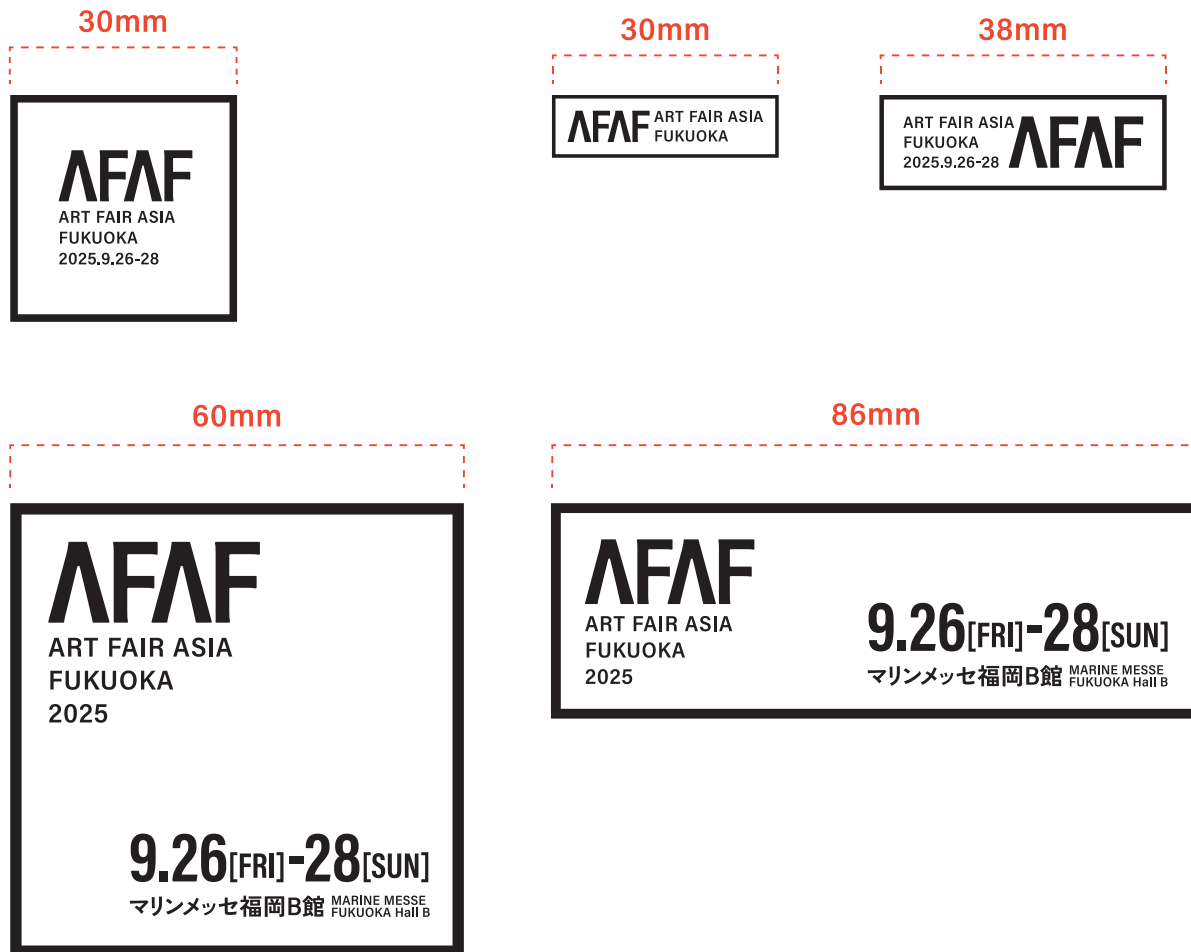 30mm
AFAF
ART FAIR ASIA
FUKUOKA
2025.9.26-28
30mm
AFAF
ART FAIR ASIA
FUKUOKA
38mm
ART FAIR ASIA
FUKUOKA
2025.9.26-28
AFAF
60mm
AFAF
ART FAIR ASIA
FUKUOKA
2025
9.26[FRI]-28[SUN]
マリンメッセ福岡B館 MARINE MESSE
FUKUOKA Hall B
86mm
AFAF
ART FAIR ASIA
FUKUOKA
2025
9.26[FRI]-28[SUN]
マリンメッセ福岡B館 MARINE MESSE
FUKUOKA Hall B